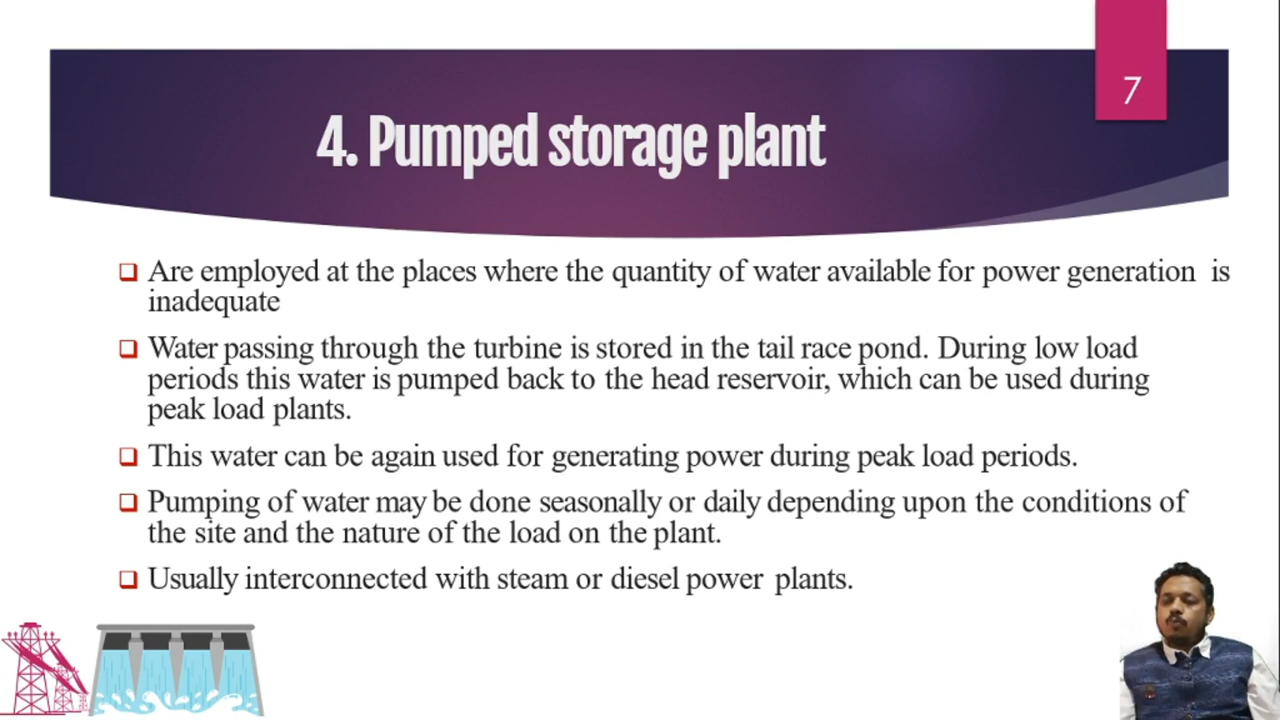 7
4. Pumped storage plant
Are employed at the places where the quantity of water available for power generation is
inadequate
Water passing through the turbine is stored in the tail race pond. During low load
periods this water is pumped back to the head reservoir, which can be used during
peak load plants.
This water can be again used for generating power during peak load periods.
Pumping of water may be done seasonally or daily depending upon the conditions of
the site and the nature of the load on the plant.
Usually interconnected with steam or diesel power plants.